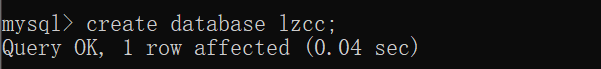 mysql> create database lzcc;
Query OK, 1 row affected (0.04 sec)